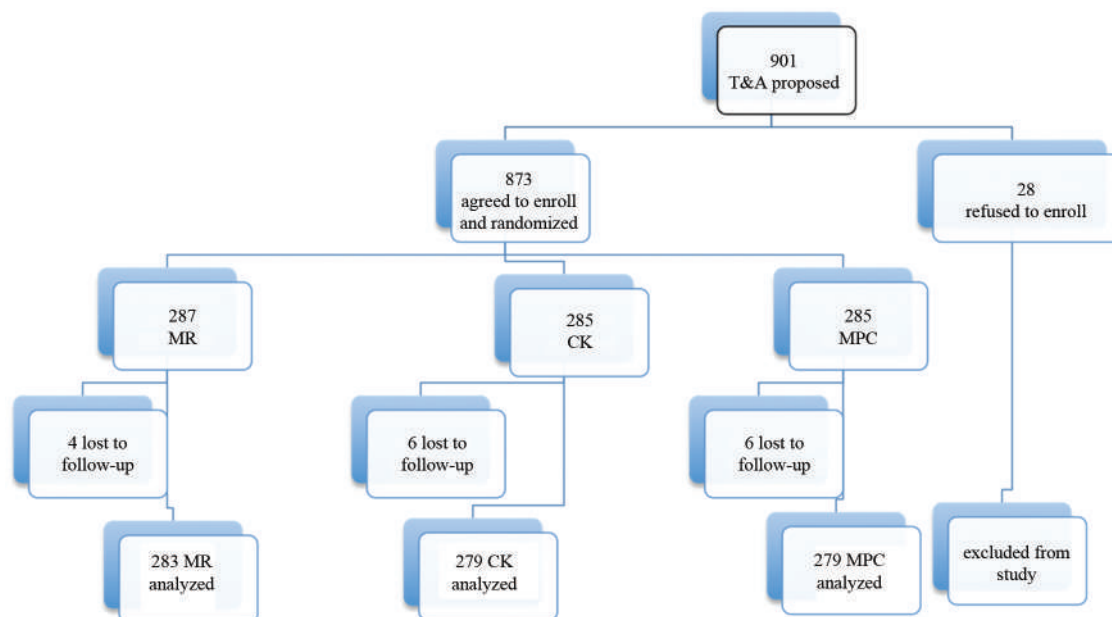 901
T&A proposed
873
agreed to enroll
and randomized
28
refused to enroll
287
MR
285
CK
285
MPC
4 lost to
follow-up
6 lost to
follow-up
6 lost to
follow-up
283 MR
analyzed
279 CK
analyzed
279 MPC
analyzed
excluded from
study